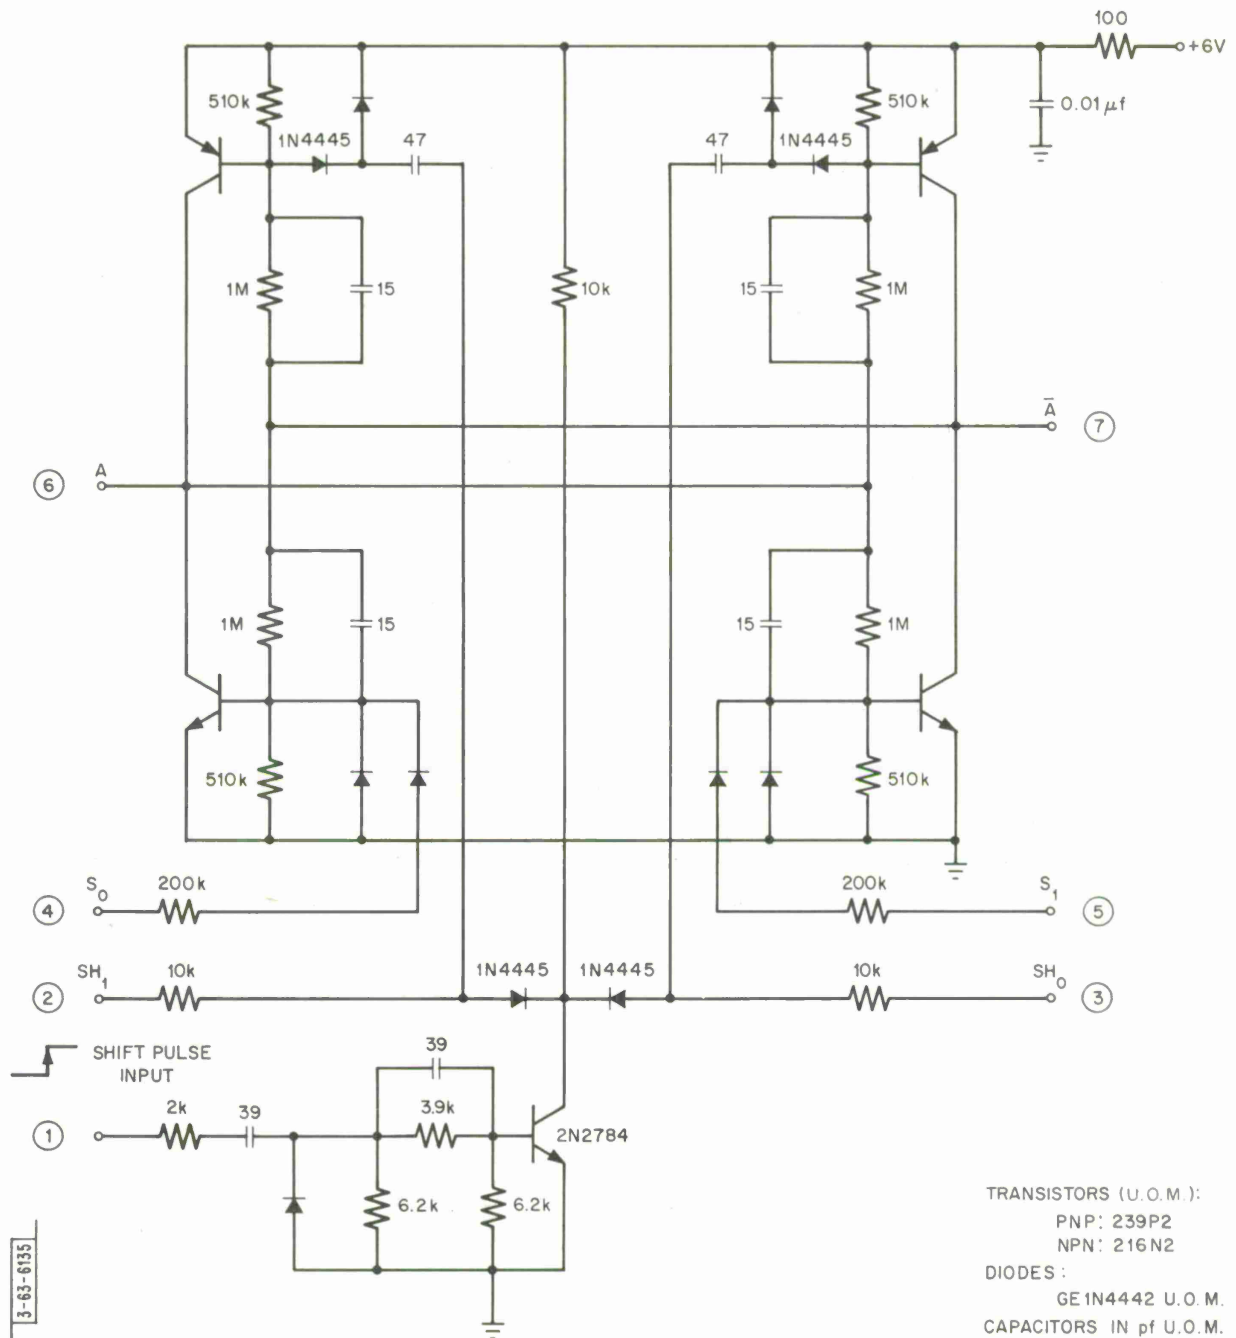 100
+6V
510k
1N4445
47
47
1N4445
510k
0.01 µf
1M
15
10k
15
1M
A̅
7
6
A
1M
15
15
1M
510k
510k
4
S₀
200k
200k
S₁
5
2
SH₁
10k
1N4445
1N4445
10k
SH₀
3
SHIFT PULSE
INPUT
39
1
2k
39
3.9k
2N2784
6.2k
6.2k
TRANSISTORS (U.O.M.):
PNP: 239P2
NPN: 216N2
DIODES:
GE1N4442 U.O.M.
CAPACITORS IN pf U.O.M.
3-63-6135